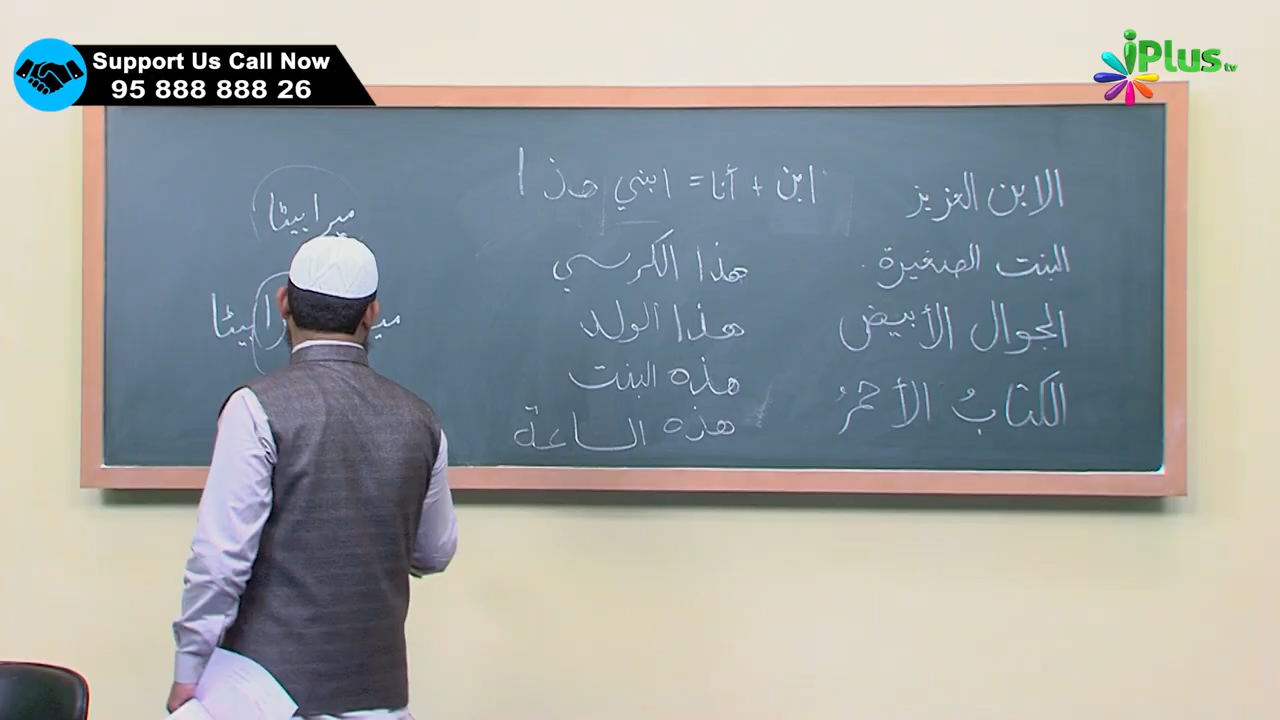 Support Us Call Now
95 888 888 26
iPlus tv
الابن العزيز
البنت الصغيرة
الجوال الأبيض
الكتابُ الأحمرُ
ابن + أنا = ابني هذا
هذا الكرسي
هذا الولد
هذه البنت
هذه الساعة
میرا بیٹا
بیٹا